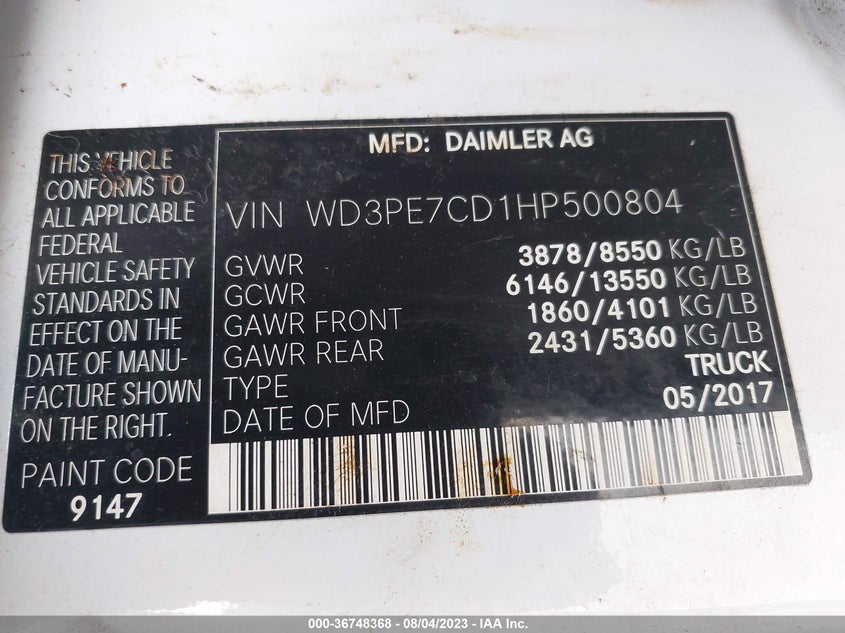 THIS VEHICLE
CONFORMS TO
ALL APPLICABLE
FEDERAL
VEHICLE SAFETY
STANDARDS IN
EFFECT ON THE
DATE OF MANU-
FACTURE SHOWN
ON THE RIGHT.
PAINT CODE
9147
MFD: DAIMLER AG
VIN WD3PE7CD1HP500804
GVWR 3878/8550 KG/LB
GCWR 6146/13550 KG/LB
GAWR FRONT 1860/4101 KG/LB
GAWR REAR 2431/5360 KG/LB
TYPE TRUCK
DATE OF MFD 05/2017
000-36748368 - 08/04/2023 - IAA Inc.